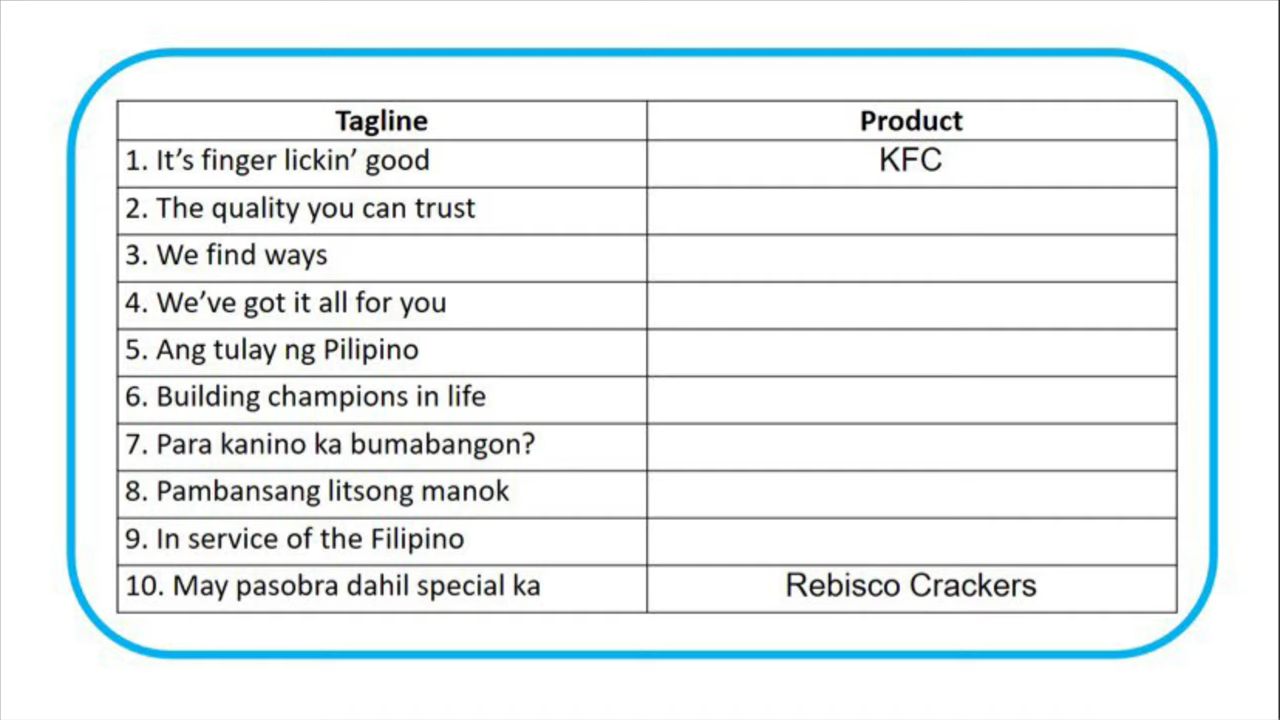 Tagline Product
1. It’s finger lickin’ good KFC
2. The quality you can trust
3. We find ways
4. We’ve got it all for you
5. Ang tulay ng Pilipino
6. Building champions in life
7. Para kanino ka bumabangon?
8. Pambansang litsong manok
9. In service of the Filipino
10. May pasobra dahil special ka Rebisco Crackers